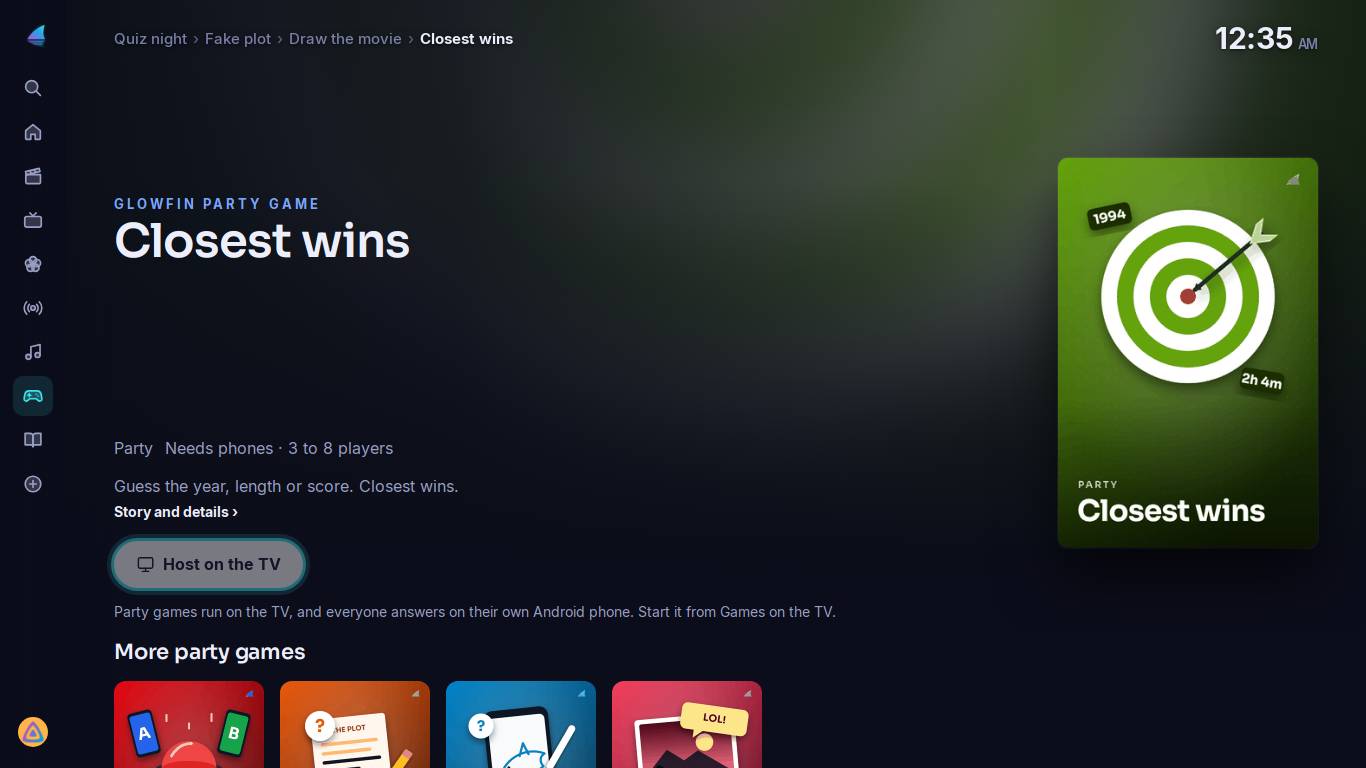 Quiz night › Fake plot › Draw the movie › Closest wins
12:35 AM
GLOWFIN PARTY GAME
Closest wins
1994
2h 4m
PARTY
Closest wins
Party Needs phones · 3 to 8 players
Guess the year, length or score. Closest wins.
Story and details ›
Host on the TV
Party games run on the TV, and everyone answers on their own Android phone. Start it from Games on the TV.
More party games
A
B
?
THE PLOT
?
LOL!